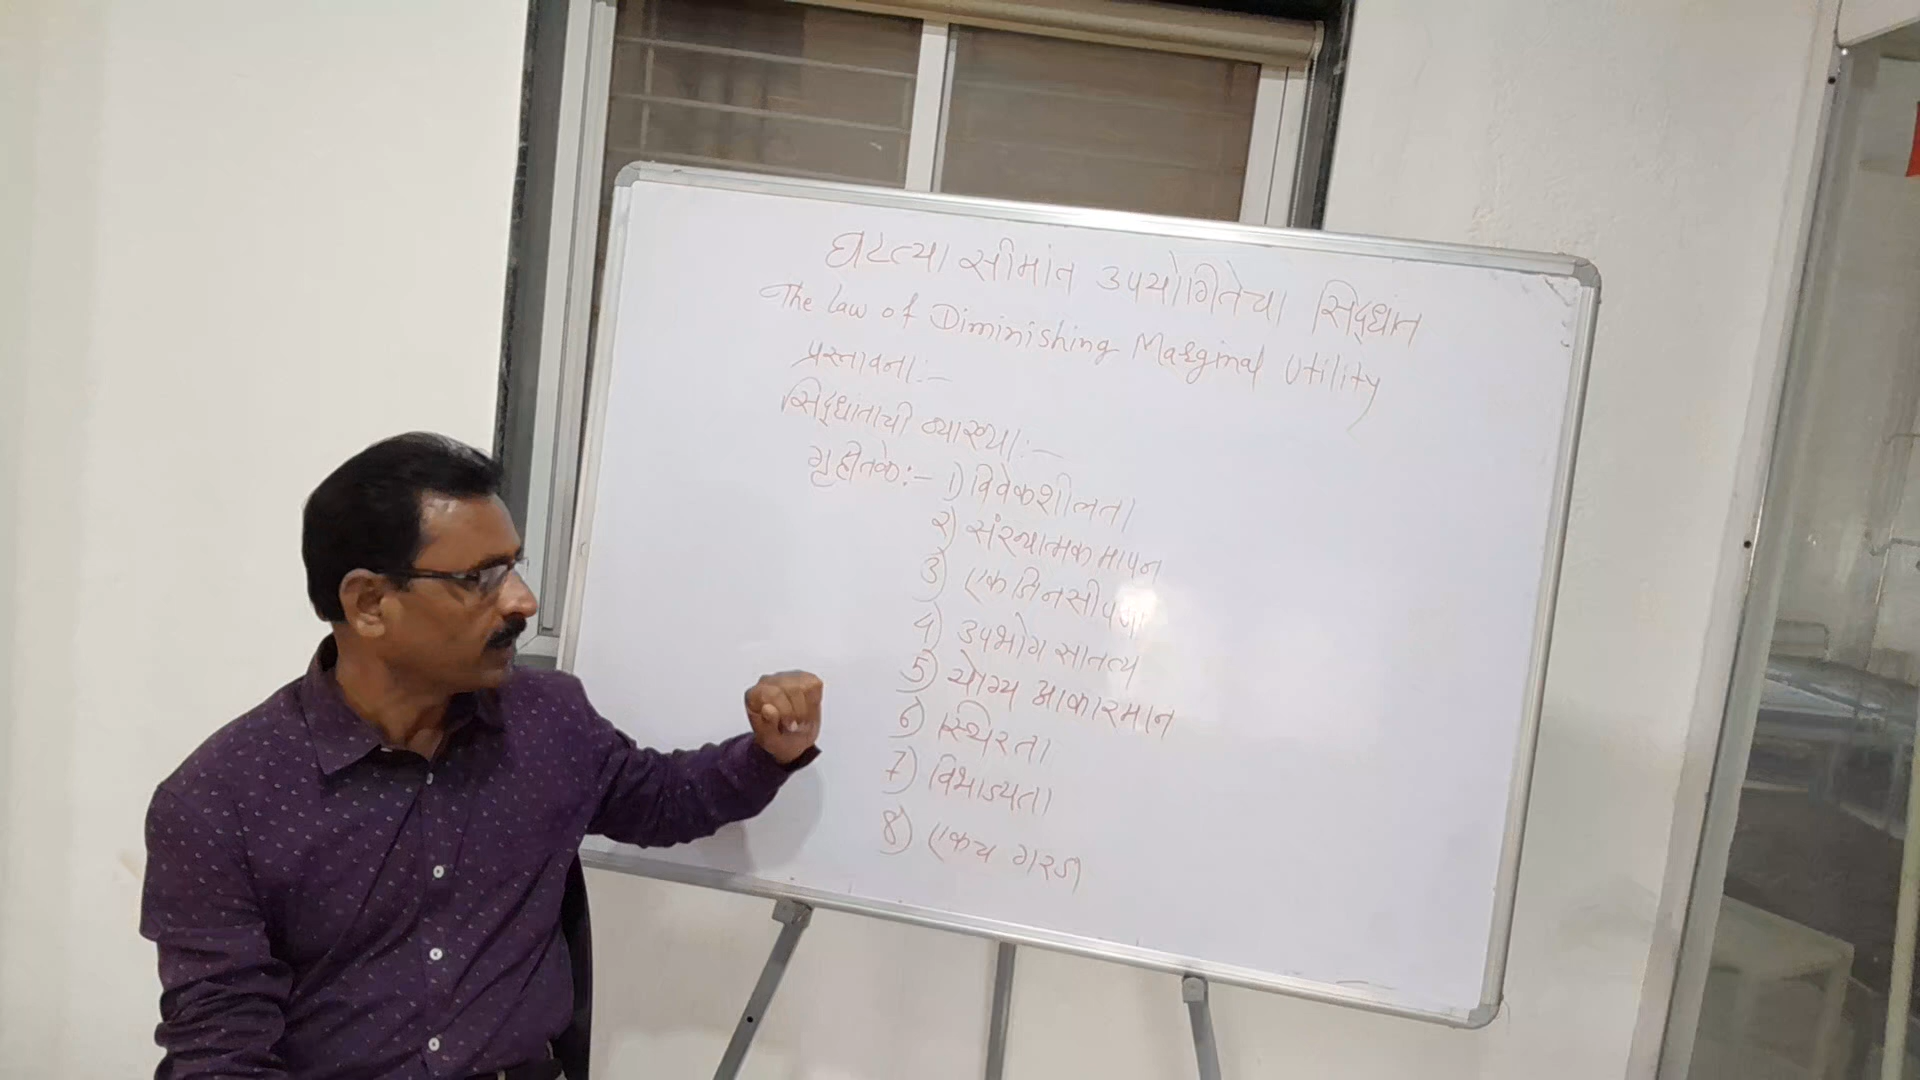 घटत्या सीमांत उपयोगितेचा सिद्धांत
The Law of Diminishing Marginal Utility
प्रस्तावना:-
सिद्धांताची व्याख्या:-
गृहीतके:- 1) विवेकशीलता
२) संख्यात्मक मापन
3) एकजिनसीपणा
4) उपभोग सातत्य
5) योग्य आकारमान
6) स्थिरता
7) विभाज्यता
8) एकच गरज